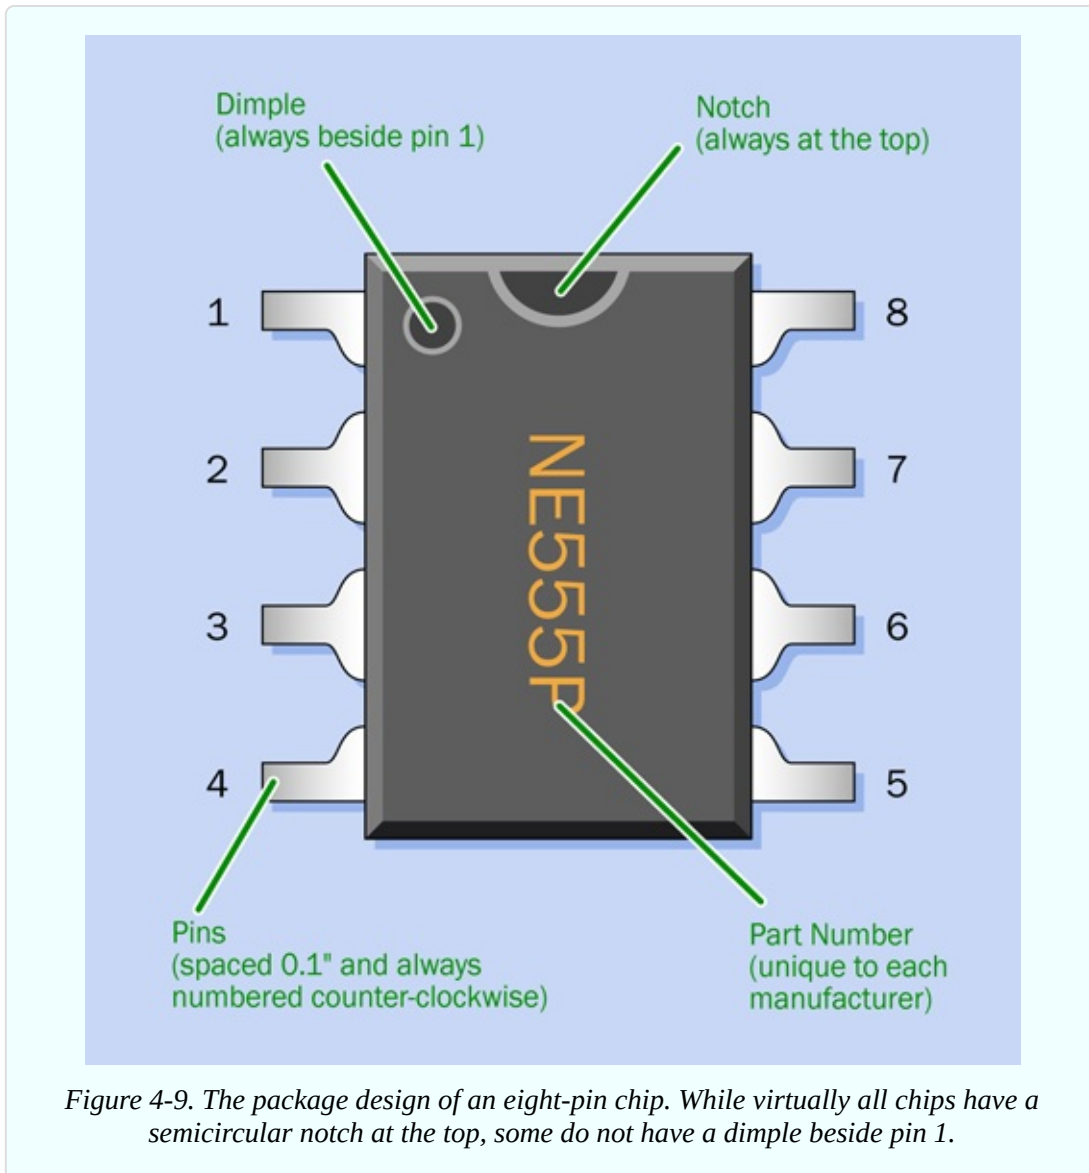 Dimple
(always beside pin 1)
Notch
(always at the top)
1
8
2
7
3
6
4
5
NE555P
Pins
(spaced 0.1" and always
numbered counter-clockwise)
Part Number
(unique to each
manufacturer)
Figure 4-9. The package design of an eight-pin chip. While virtually all chips have a
semicircular notch at the top, some do not have a dimple beside pin 1.